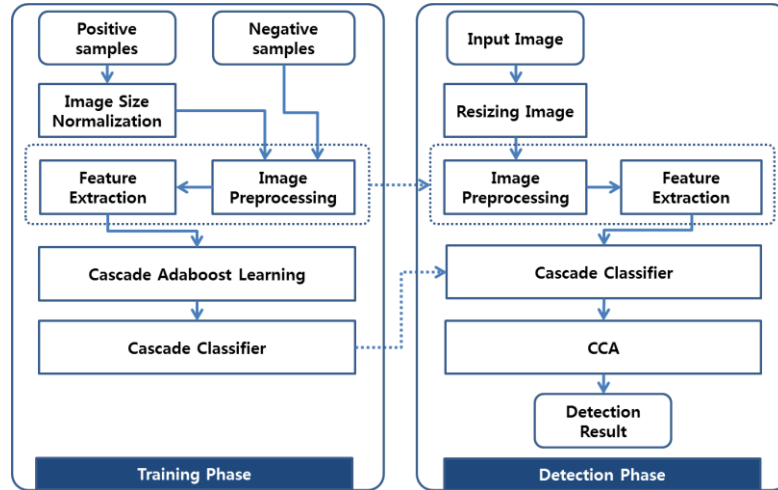 Positive
samples
Negative
samples
Image Size
Normalization
Feature
Extraction
Image
Preprocessing
Cascade Adaboost Learning
Cascade Classifier
Training Phase
Input Image
Resizing Image
Image
Preprocessing
Feature
Extraction
Cascade Classifier
CCA
Detection
Result
Detection Phase